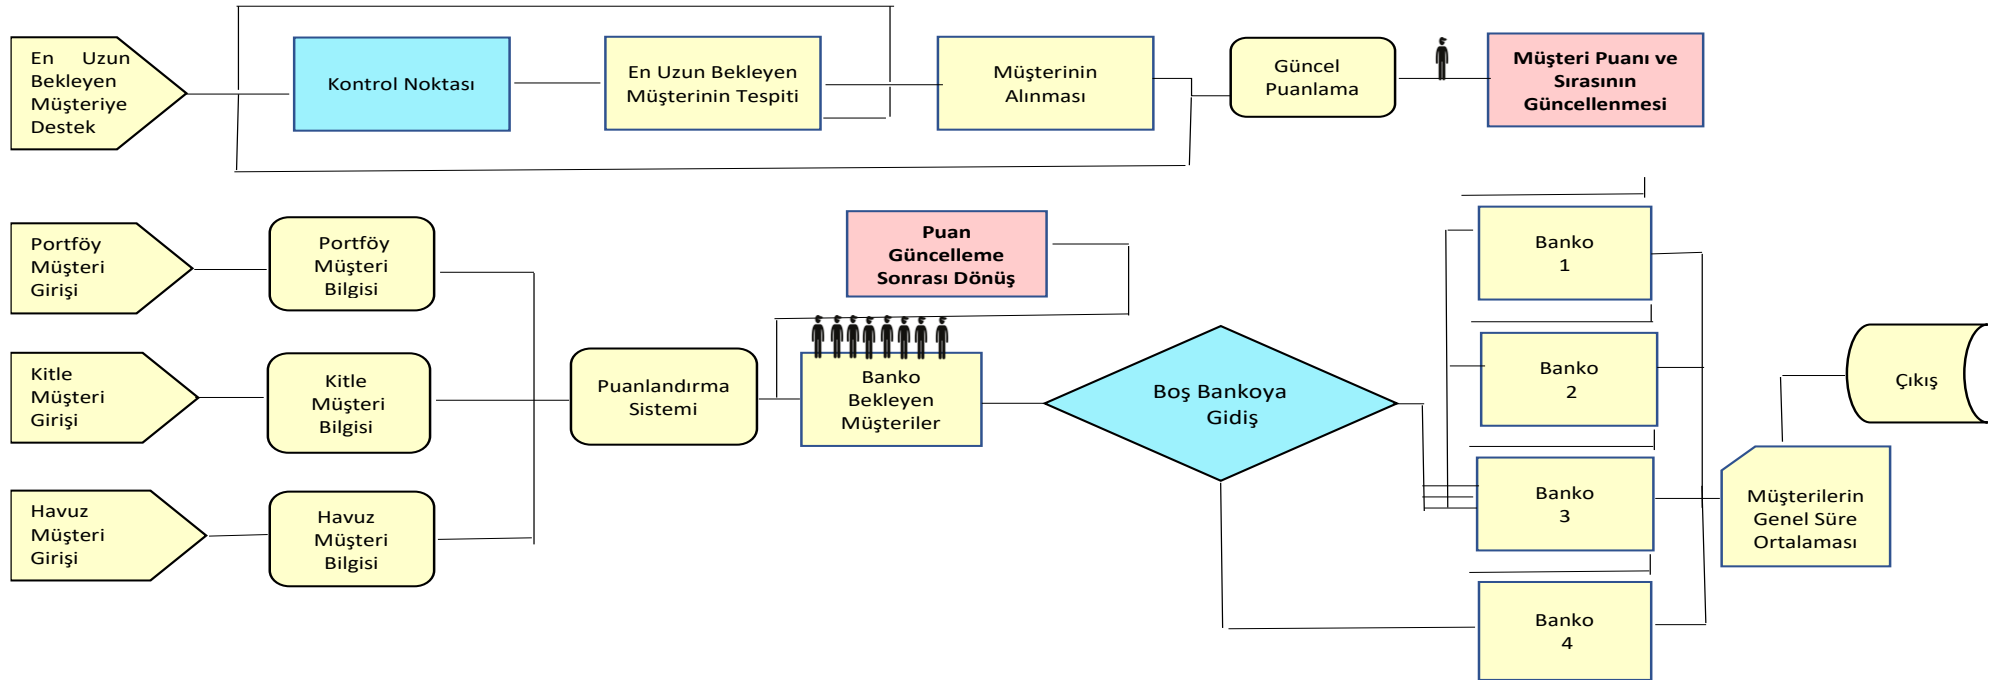 En Uzun
Bekleyen
Müşteriye
Destek
Kontrol Noktası
En Uzun Bekleyen
Müşterinin Tespiti
Müşterinin
Alınması
Güncel
Puanlama
Müşteri Puanı ve
Sırasının
Güncellenmesi
Portföy
Müşteri
Girişi
Portföy
Müşteri
Bilgisi
Puan
Güncelleme
Sonrası Dönüş
Banko
1
Kitle
Müşteri
Girişi
Kitle
Müşteri
Bilgisi
Puanlandırma
Sistemi
Banko
Bekleyen
Müşteriler
Boş Bankoya
Gidiş
Banko
2
Çıkış
Havuz
Müşteri
Girişi
Havuz
Müşteri
Bilgisi
Banko
3
Müşterilerin
Genel Süre
Ortalaması
Banko
4